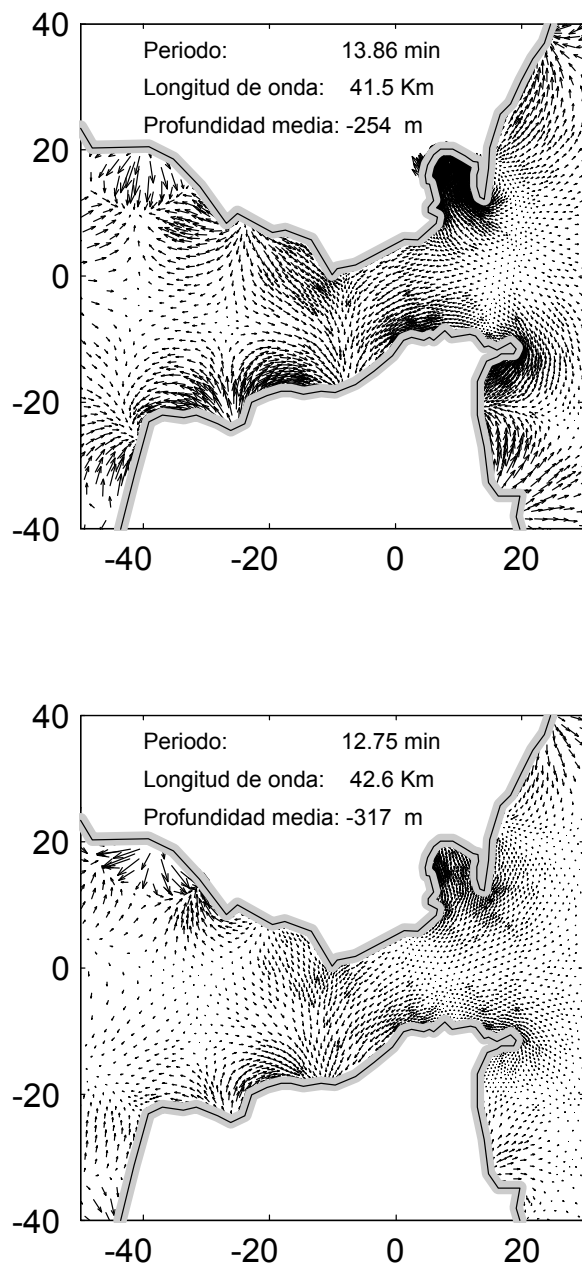 40
Periodo: 13.86 min
Longitud de onda: 41.5 Km
Profundidad media: -254 m
20
0
-20
-40
-40 -20 0 20
40
Periodo: 12.75 min
Longitud de onda: 42.6 Km
Profundidad media: -317 m
20
0
-20
-40
-40 -20 0 20